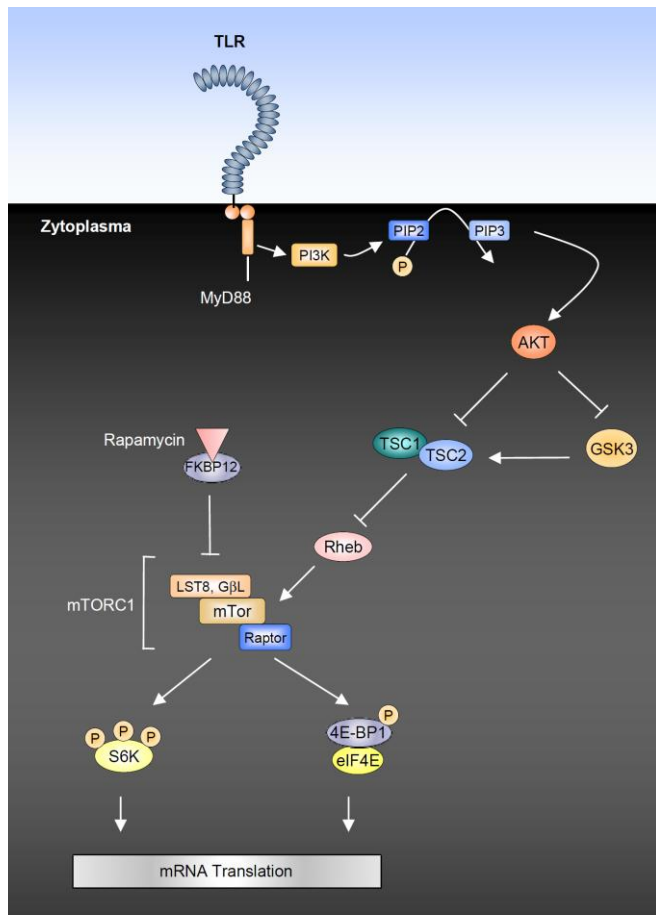 TLR
Zytoplasma
PIP2
PIP3
PI3K
P
MyD88
AKT
TSC1
TSC2
GSK3
Rapamycin
FKBP12
Rheb
LST8, GβL
mTORC1
mTor
Raptor
P
P P P
4E-BP1
S6K
eIF4E
mRNA Translation